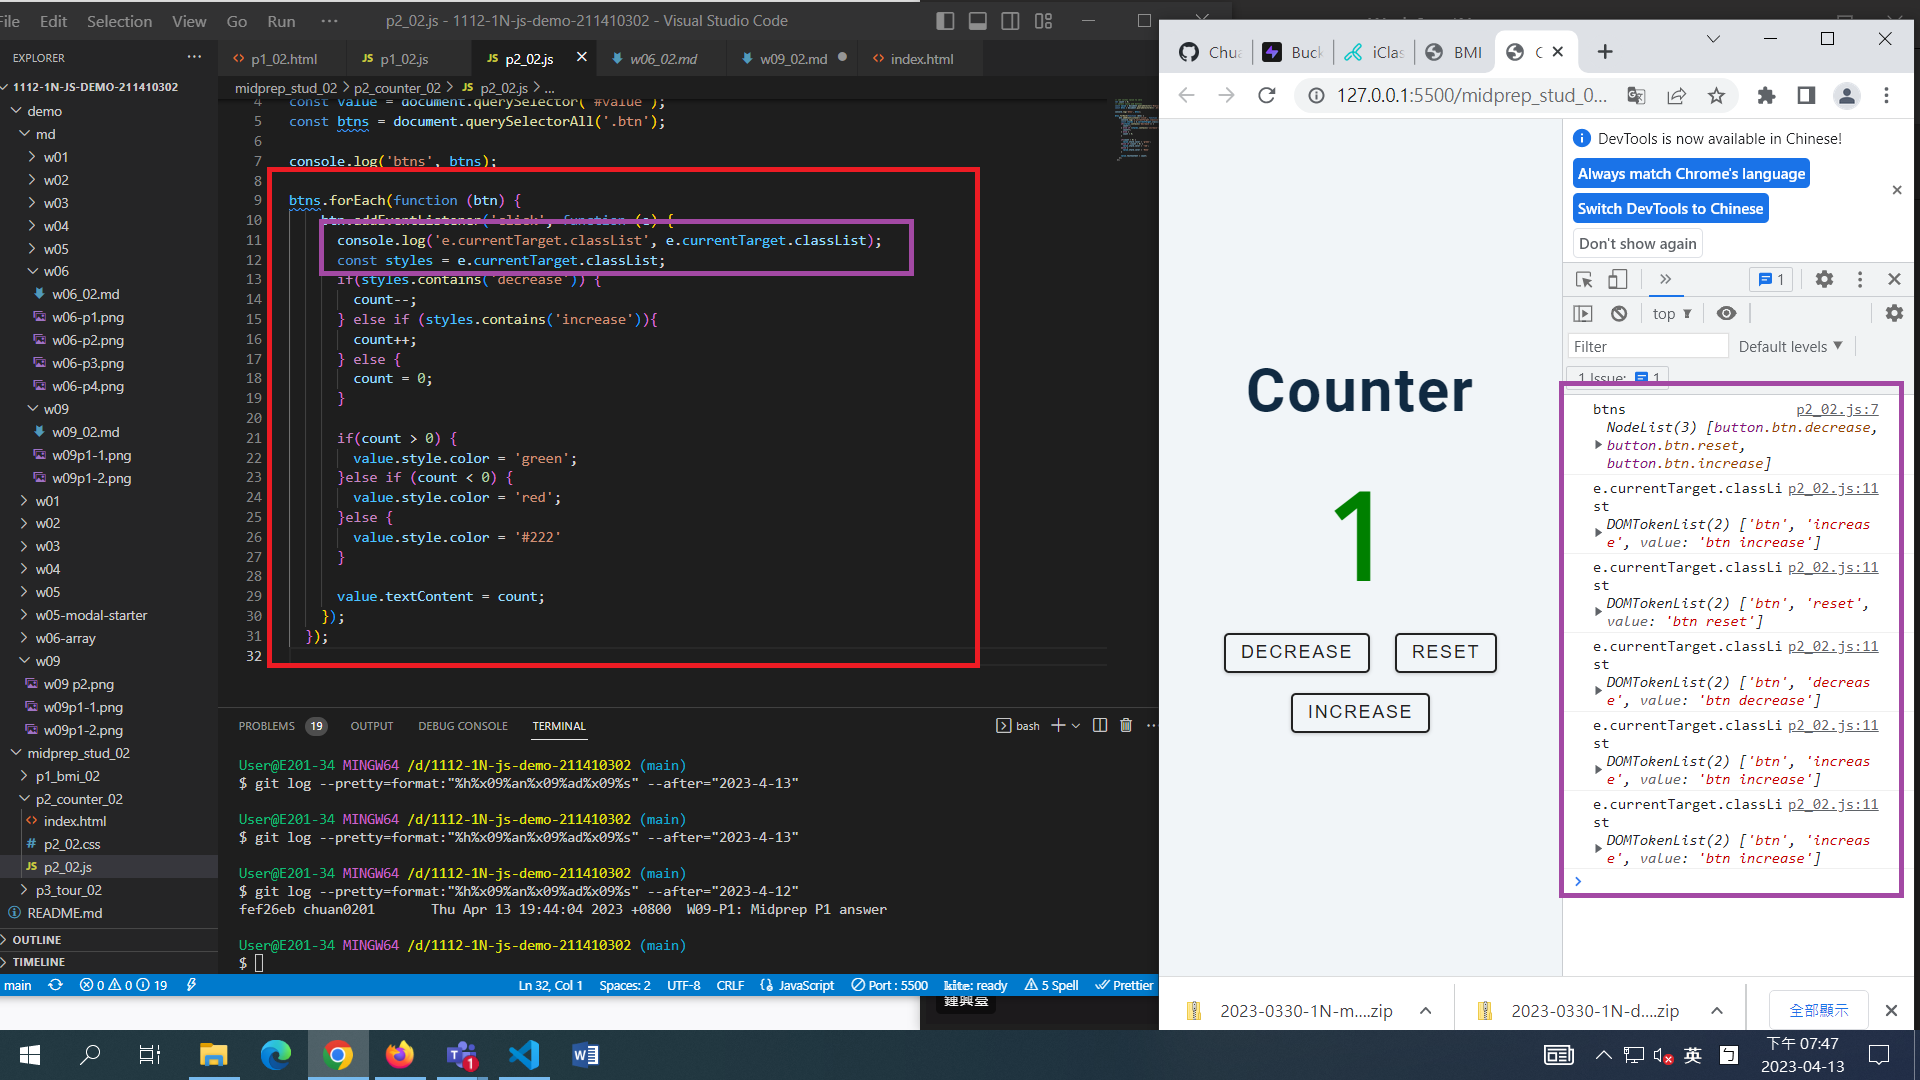 File Edit Selection View Go Run ··· p2_02.js - 1112-1N-js-demo-211410302 - Visual Studio Code
EXPLORER ···
1112-1N-JS-DEMO-211410302
demo
md
w01
w02
w03
w04
w05
w06
w06_02.md
w06-p1.png
w06-p2.png
w06-p3.png
w06-p4.png
w09
w09_02.md
w09p1-1.png
w09p1-2.png
w01
w02
w03
w04
w05
w05-modal-starter
w06-array
w09
w09 p2.png
w09p1-1.png
w09p1-2.png
midprep_stud_02
p1_bmi_02
p2_counter_02
index.html
p2_02.css
p2_02.js
p3_tour_02
README.md
OUTLINE
TIMELINE
p1_02.html p1_02.js p2_02.js w06_02.md w09_02.md index.html
midprep_stud_02 > p2_counter_02 > JS p2_02.js > ...
4 const value = document.querySelector('#value');
5 const btns = document.querySelectorAll('.btn');
6
7 console.log('btns', btns);
8
9 btns.forEach(function (btn) {
10 btn.addEventListener('click', function (e) {
11 console.log('e.currentTarget.classList', e.currentTarget.classList);
12 const styles = e.currentTarget.classList;
13 if(styles.contains('decrease')) {
14 count--;
15 } else if (styles.contains('increase')){
16 count++;
17 } else {
18 count = 0;
19 }
20
21 if(count > 0) {
22 value.style.color = 'green';
23 }else if (count < 0) {
24 value.style.color = 'red';
25 }else {
26 value.style.color = '#222'
27 }
28
29 value.textContent = count;
30 });
31 });
32
PROBLEMS 19 OUTPUT DEBUG CONSOLE TERMINAL bash
User@E201-34 MINGW64 /d/1112-1N-js-demo-211410302 (main)
$ git log --pretty=format:"%h%x09%an%x09%ad%x09%s" --after="2023-4-13"
User@E201-34 MINGW64 /d/1112-1N-js-demo-211410302 (main)
$ git log --pretty=format:"%h%x09%an%x09%ad%x09%s" --after="2023-4-13"
User@E201-34 MINGW64 /d/1112-1N-js-demo-211410302 (main)
$ git log --pretty=format:"%h%x09%an%x09%ad%x09%s" --after="2023-4-12"
fef26eb chuan0201 Thu Apr 13 19:44:04 2023 +0800 W09-P1: Midprep P1 answer
User@E201-34 MINGW64 /d/1112-1N-js-demo-211410302 (main)
$
main 0 0 19 Ln 32, Col 1 Spaces: 2 UTF-8 CRLF JavaScript Port : 5500 kite: ready 5 Spell Prettier
鍾興臺
Chua Buck iClas BMI C
127.0.0.1:5500/midprep_stud_0...
Counter
1
DECREASE RESET
INCREASE
DevTools is now available in Chinese!
Always match Chrome's language
Switch DevTools to Chinese
Don't show again
1
top
Filter Default levels
1 Issue: 1
btns p2_02.js:7
NodeList(3) [button.btn.decrease,
button.btn.reset,
button.btn.increase]
e.currentTarget.classLi p2_02.js:11
st
DOMTokenList(2) ['btn', 'increas
e', value: 'btn increase']
e.currentTarget.classLi p2_02.js:11
st
DOMTokenList(2) ['btn', 'reset',
value: 'btn reset']
e.currentTarget.classLi p2_02.js:11
st
DOMTokenList(2) ['btn', 'decreas
e', value: 'btn decrease']
e.currentTarget.classLi p2_02.js:11
st
DOMTokenList(2) ['btn', 'increas
e', value: 'btn increase']
e.currentTarget.classLi p2_02.js:11
st
DOMTokenList(2) ['btn', 'increas
e', value: 'btn increase']
2023-0330-1N-m....zip 2023-0330-1N-d....zip 全部顯示
英 ㄅ
下午 07:47
2023-04-13